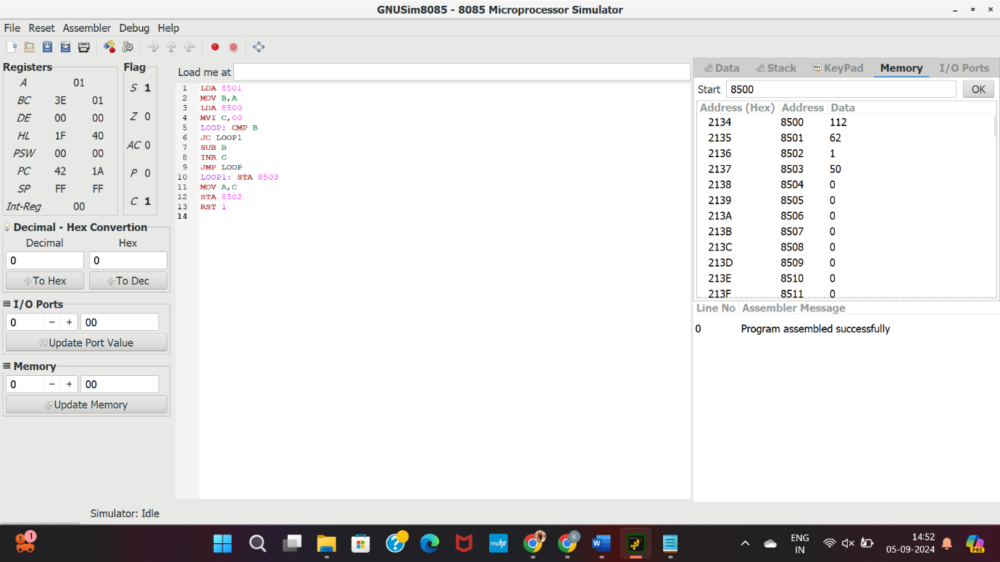 GNUSim8085 - 8085 Microprocessor Simulator
File Reset Assembler Debug Help
Registers
A 01
BC 3E 01
DE 00 00
HL 1F 40
PSW 00 00
PC 42 1A
SP FF FF
Int-Reg 00
Flag
S 1
Z 0
AC 0
P 0
C 1
Decimal - Hex Convertion
Decimal Hex
0 0
To Hex To Dec
I/O Ports
0 - + 00
Update Port Value
Memory
0 - + 00
Update Memory
Load me at
1 LDA 8501
2 MOV B,A
3 LDA 8500
4 MVI C,00
5 LOOP: CMP B
6 JC LOOP1
7 SUB B
8 INR C
9 JMP LOOP
10 LOOP1: STA 8503
11 MOV A,C
12 STA 8502
13 RST 1
14
Data Stack KeyPad Memory I/O Ports
Start 8500 OK
Address (Hex) Address Data
2134 8500 112
2135 8501 62
2136 8502 1
2137 8503 50
2138 8504 0
2139 8505 0
213A 8506 0
213B 8507 0
213C 8508 0
213D 8509 0
213E 8510 0
213F 8511 0
Line No Assembler Message
0 Program assembled successfully
Simulator: Idle
1
myhp
K
W
ENG
IN
14:52
05-09-2024
PRE